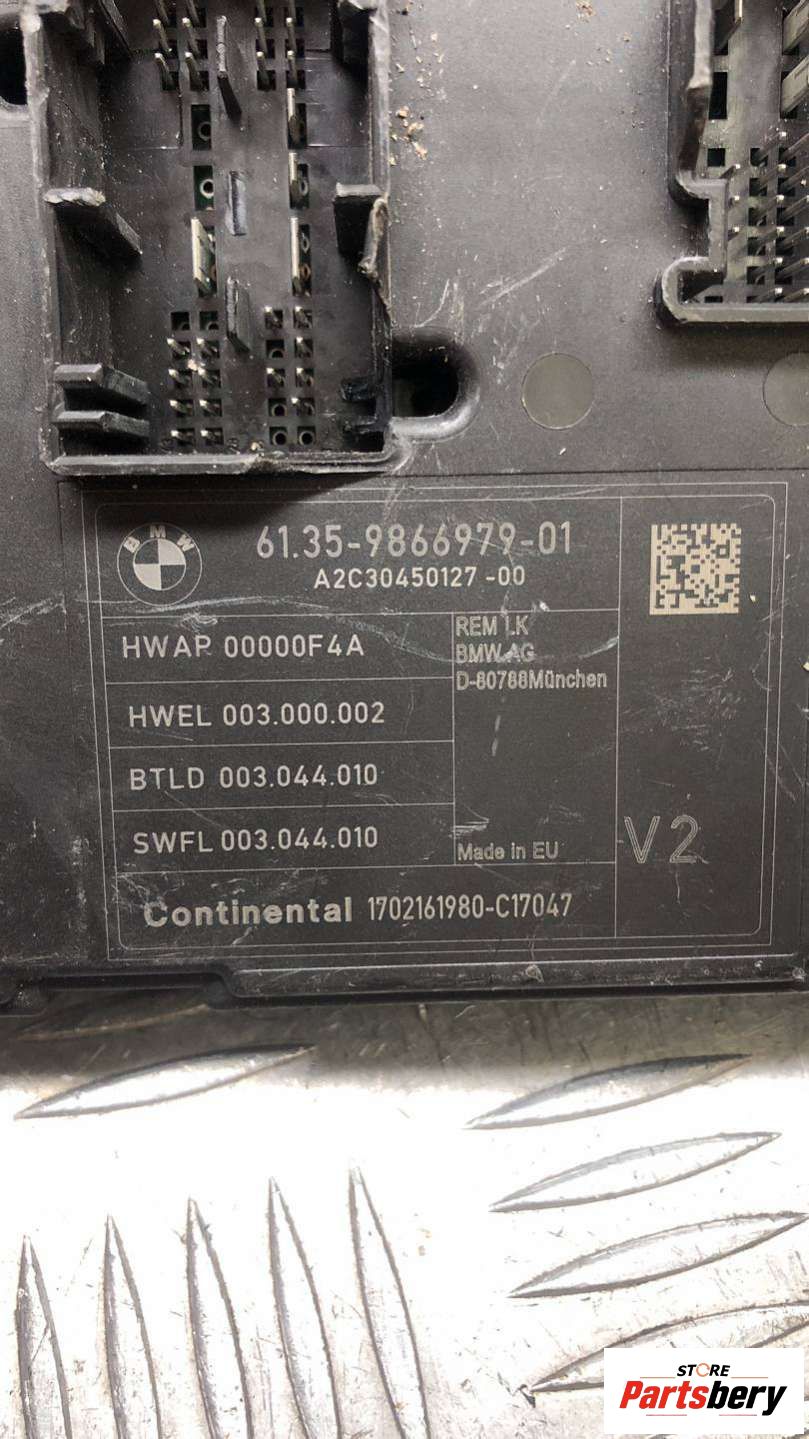 BMW
61.35-9866979-01
A2C30450127-00
HWAP 00000F4A
REM LK
BMW AG
D-80788München
HWEL 003.000.002
BTLD 003.044.010
SWFL 003.044.010
Made in EU
V2
Continental 1702161980-C17047
STORE
Partsbery